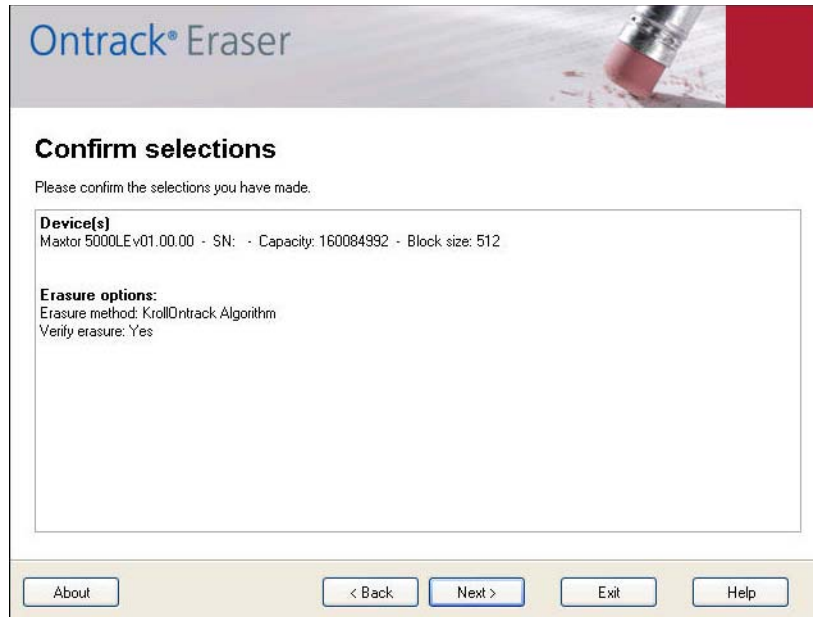 Ontrack® Eraser
Confirm selections
Please confirm the selections you have made.
Device(s)
Maxtor 5000LEv01.00.00 - SN: - Capacity: 160084992 - Block size: 512
Erasure options:
Erasure method: KrollOntrack Algorithm
Verify erasure: Yes
About
< Back
Next >
Exit
Help